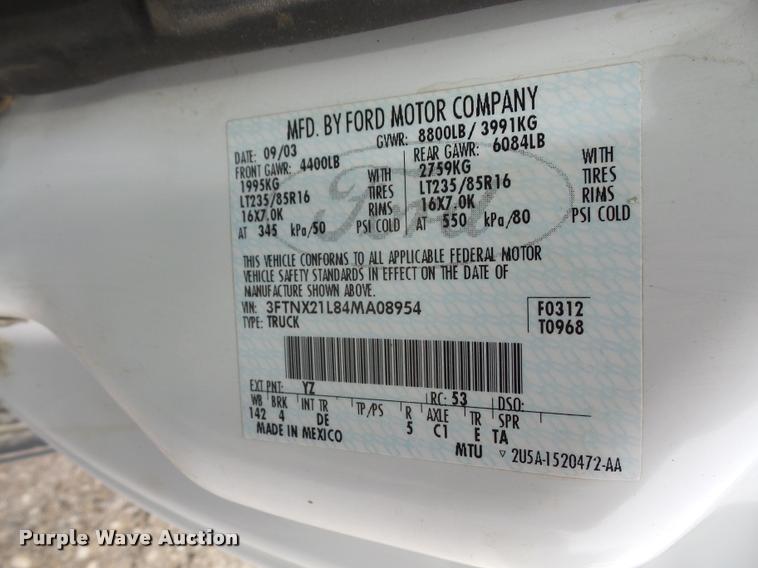 MFD. BY FORD MOTOR COMPANY
DATE: 09/03 GVWR: 8800LB/ 3991KG
FRONT GAWR: 4400LB REAR GAWR: 6084LB
1995KG WITH 2759KG WITH
LT235/85R16 TIRES LT235/85R16 TIRES
16X7.0K RIMS 16X7.0K RIMS
AT 345 kPa/50 PSI COLD AT 550 kPa/80 PSI COLD
Ford
THIS VEHICLE CONFORMS TO ALL APPLICABLE FEDERAL MOTOR
VEHICLE SAFETY STANDARDS IN EFFECT ON THE DATE OF
MANUFACTURE SHOWN ABOVE.
VIN: 3FTNX21L84MA08954 F0312
TYPE: TRUCK T0968
EXT PNT: YZ RC: 53 DSO:
WB BRK INT TR TP/PS R AXLE TR SPR
142 4 DE 5 C1 E TA
MADE IN MEXICO MTU ▽ 2U5A-1520472-AA
Purple Wave Auction